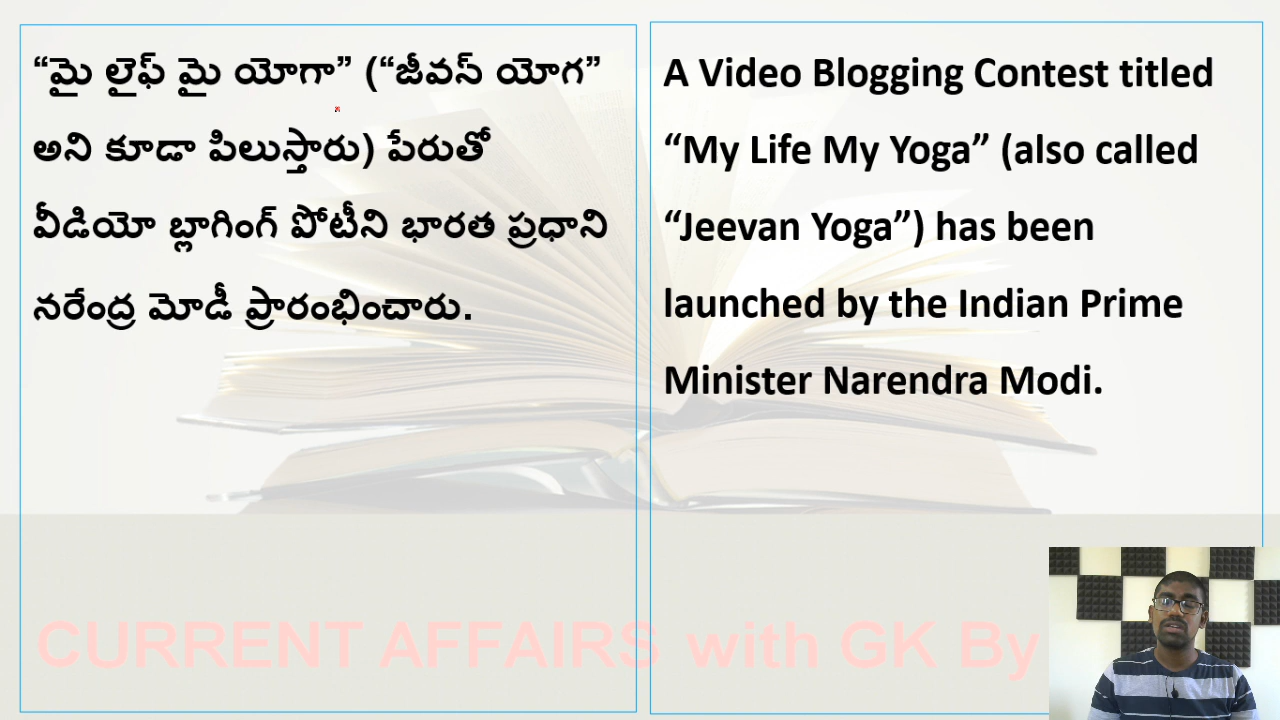 “మై లైఫ్ మై యోగా” (“జీవన్ యోగ”
అని కూడా పిలుస్తారు) పేరుతో
వీడియో బ్లాగింగ్ పోటీని భారత ప్రధాని
నరేంద్ర మోడీ ప్రారంభించారు.
A Video Blogging Contest titled
“My Life My Yoga” (also called
“Jeevan Yoga”) has been
launched by the Indian Prime
Minister Narendra Modi.
CURRENT AFFAIRS with GK By